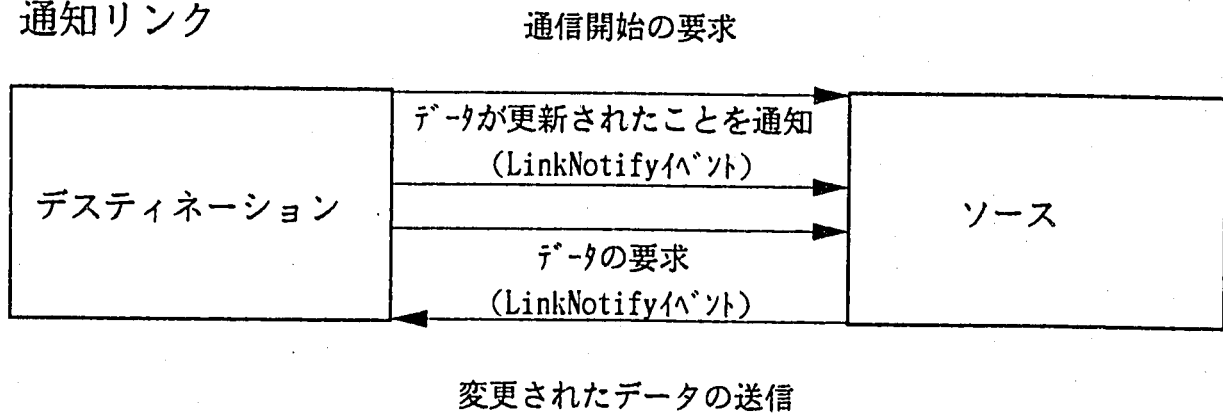 通知リンク
通信開始の要求
データが更新されたことを通知
(LinkNotifyイベント)
デスティネーション
ソース
データの要求
(LinkNotifyイベント)
変更されたデータの送信